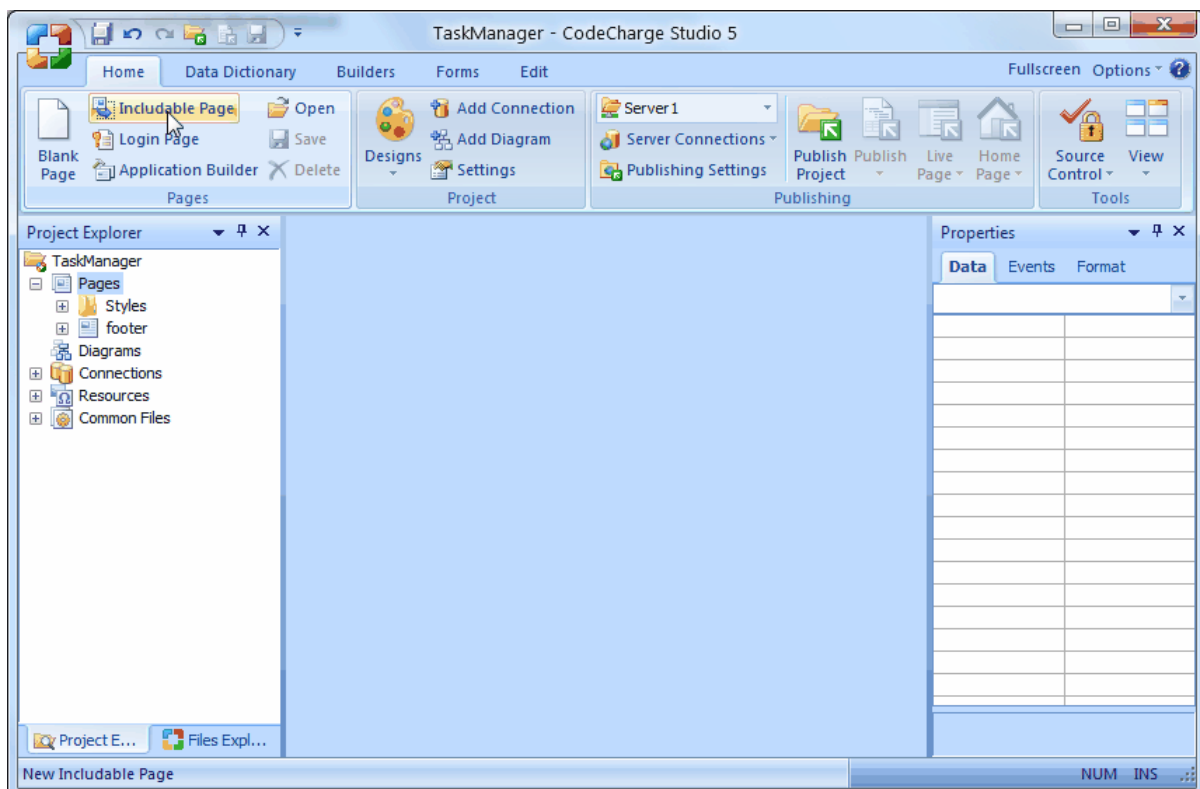 TaskManager - CodeCharge Studio 5
Home Data Dictionary Builders Forms Edit Fullscreen Options
Blank Page
Includable Page
Login Page
Application Builder
Open
Save
Delete
Pages
Designs
Add Connection
Add Diagram
Settings
Project
Server1
Server Connections
Publishing Settings
Publish Project
Publish
Live Page
Home Page
Publishing
Source Control
View
Tools
Project Explorer
TaskManager
Pages
Styles
footer
Diagrams
Connections
Resources
Common Files
Project E...
Files Expl...
Properties
Data Events Format
New Includable Page
NUM INS